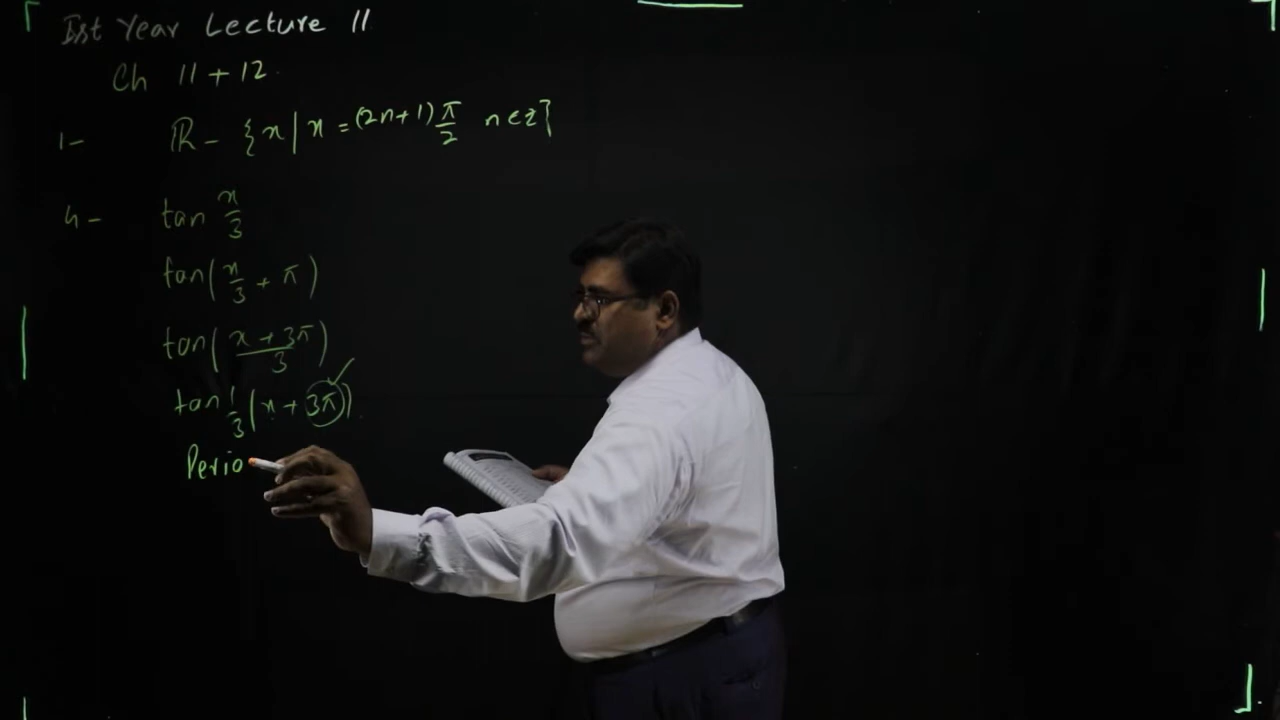 Ist Year Lecture 11
Ch 11 + 12
1- ℝ - {x | x = (2n+1) π/2 n ∈ z}
4- tan x/3
tan(x/3 + π)
tan(x + 3π / 3)
tan 1/3 (x + 3π) ✓
Perio